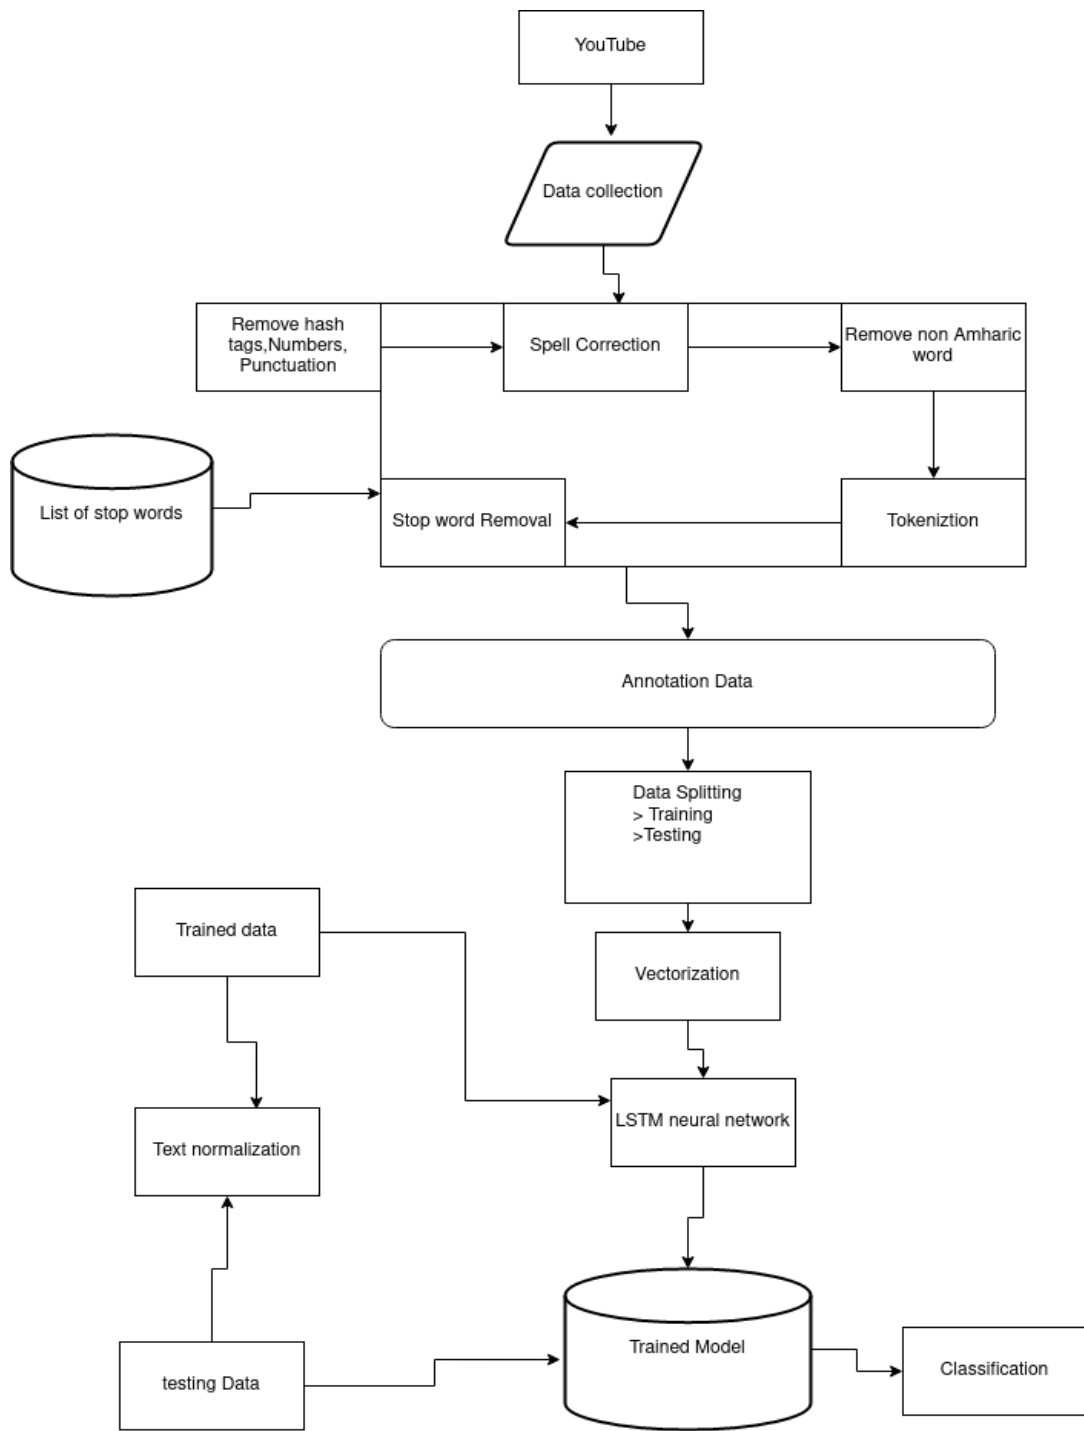 YouTube
Data collection
Remove hash
tags,Numbers,
Punctuation
Spell Correction
Remove non Amharic
word
List of stop words
Stop word Removal
Tokeniztion
Annotation Data
Data Splitting
> Training
>Testing
Trained data
Vectorization
LSTM neural network
Text normalization
Trained Model
testing Data
Classification